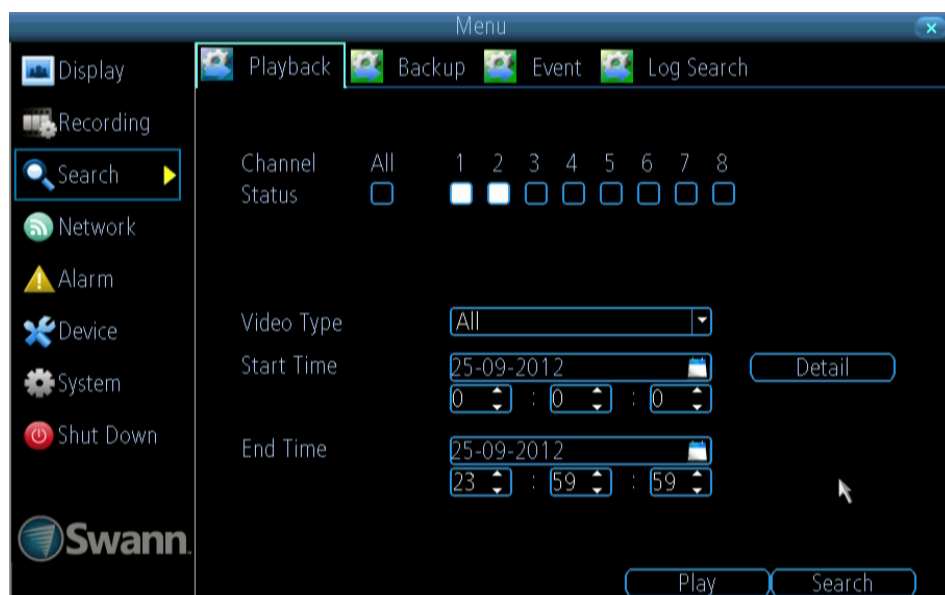 Menu
Display
Recording
Search
Network
Alarm
Device
System
Shut Down
Swann
Playback Backup Event Log Search
Channel All 1 2 3 4 5 6 7 8
Status
Video Type All
Start Time 25-09-2012 Detail
0 : 0 : 0
End Time 25-09-2012
23 : 59 : 59
Play Search